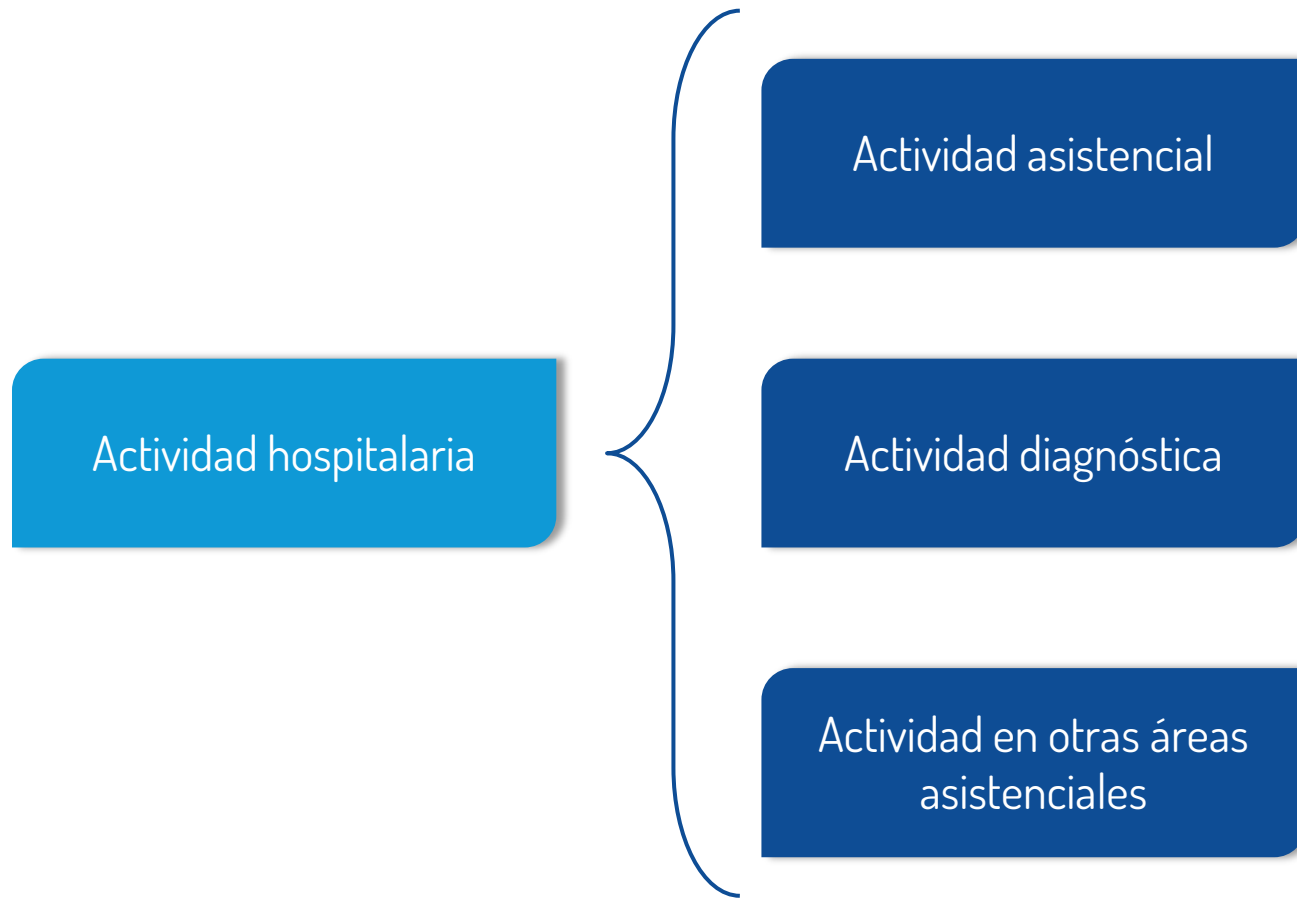 Actividad asistencial
Actividad hospitalaria
Actividad diagnóstica
Actividad en otras áreas
asistenciales